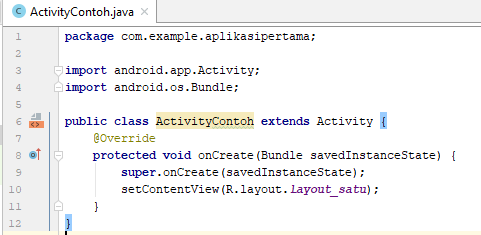 ActivityContoh.java
1 package com.example.aplikasipertama;
2
3 import android.app.Activity;
4 import android.os.Bundle;
5
6 public class ActivityContoh extends Activity {
7 @Override
8 protected void onCreate(Bundle savedInstanceState) {
9 super.onCreate(savedInstanceState);
10 setContentView(R.layout.layout_satu);
11 }
12 }